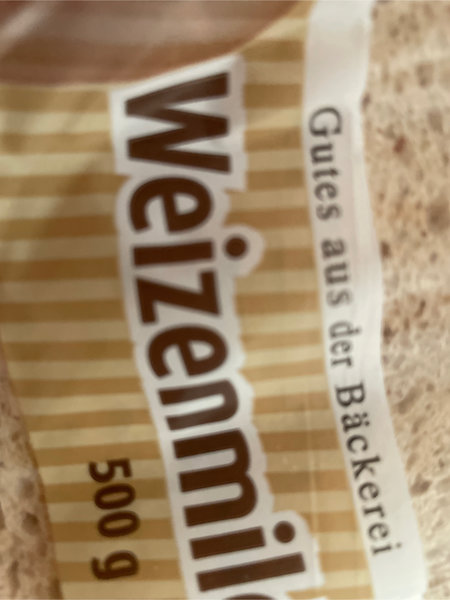 Gutes aus der Bäckerei
Weizenmil
500 g